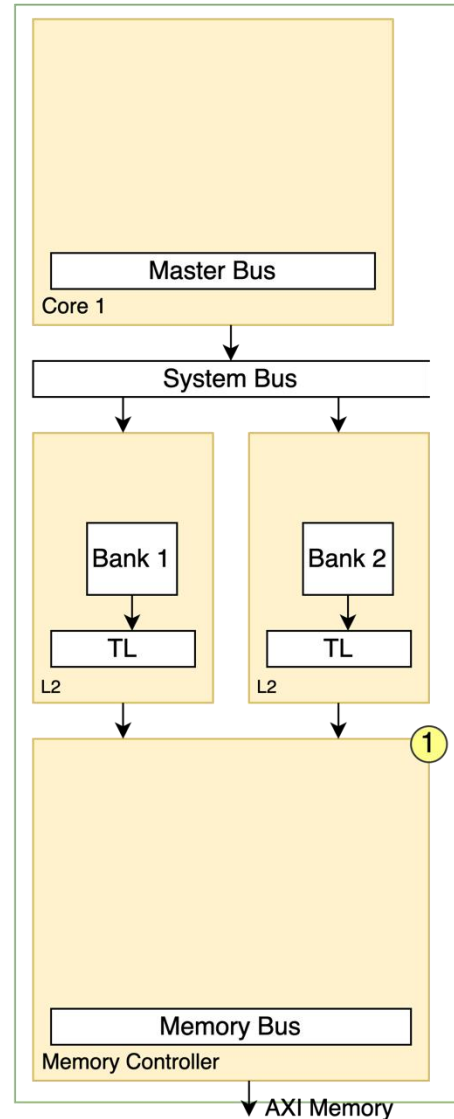 Master Bus
Core 1
System Bus
Bank 1
Bank 2
TL
TL
L2
L2
1
Memory Bus
Memory Controller
AXI Memory